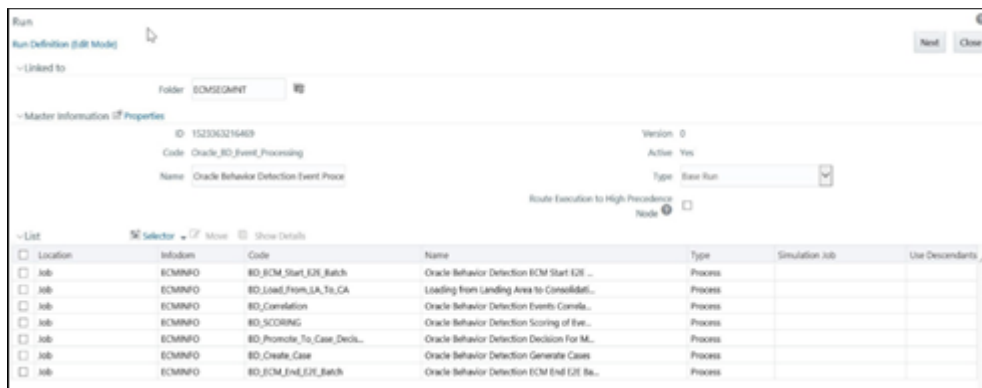 Run
Run Definition (Edit Mode)
Next Close
Linked to
Folder ECMSEGMNT
Master Information Properties
ID 1523363216469 Version 0
Code Oracle_BD_Event_Processing Active Yes
Name Oracle Behavior Detection Event Proce Type Base Run
Route Execution to High Precedence
Node
List Selector Move Show Details
Location Infodom Code Name Type Simulation Job Use Descendants
Job ECMINFO BD_ECM_Start_E2E_Batch Oracle Behavior Detection ECM Start E2E ... Process
Job ECMINFO BD_Load_From_LA_To_CA Loading from Landing Area to Consolidati... Process
Job ECMINFO BD_Correlation Oracle Behavior Detection Events Correla... Process
Job ECMINFO BD_SCORING Oracle Behavior Detection Scoring of Eve... Process
Job ECMINFO BD_Promote_To_Case_Decis... Oracle Behavior Detection Decision For M... Process
Job ECMINFO BD_Create_Case Oracle Behavior Detection Generate Cases Process
Job ECMINFO BD_ECM_End_E2E_Batch Oracle Behavior Detection ECM End E2E Ba... Process